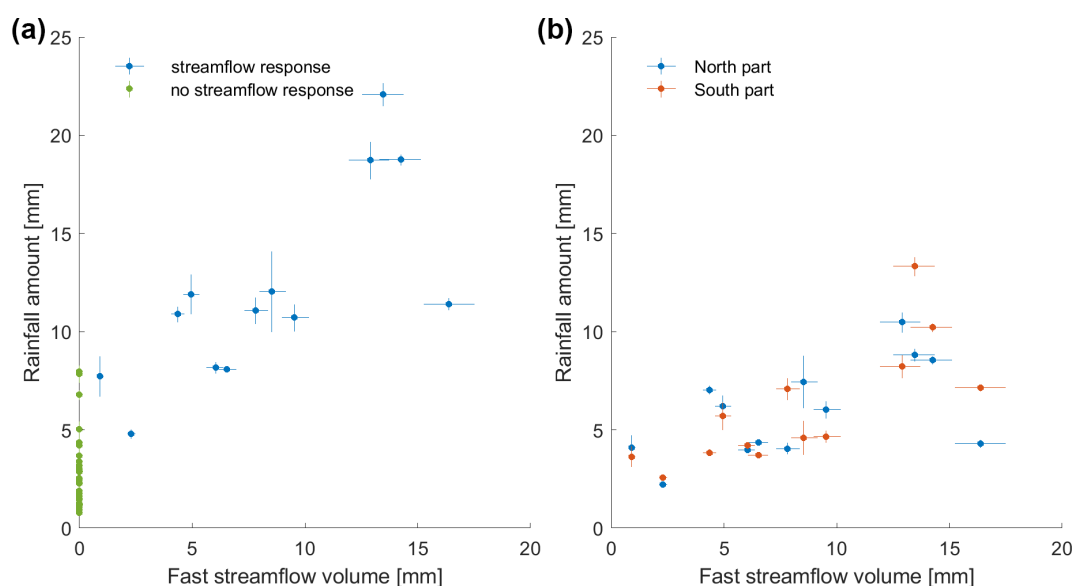 (a)
25
20
15
10
5
0
Rainfall amount [mm]
streamflow response
no streamflow response
0 5 10 15 20
Fast streamflow volume [mm]
(b)
25
20
15
10
5
0
Rainfall amount [mm]
North part
South part
0 5 10 15 20
Fast streamflow volume [mm]